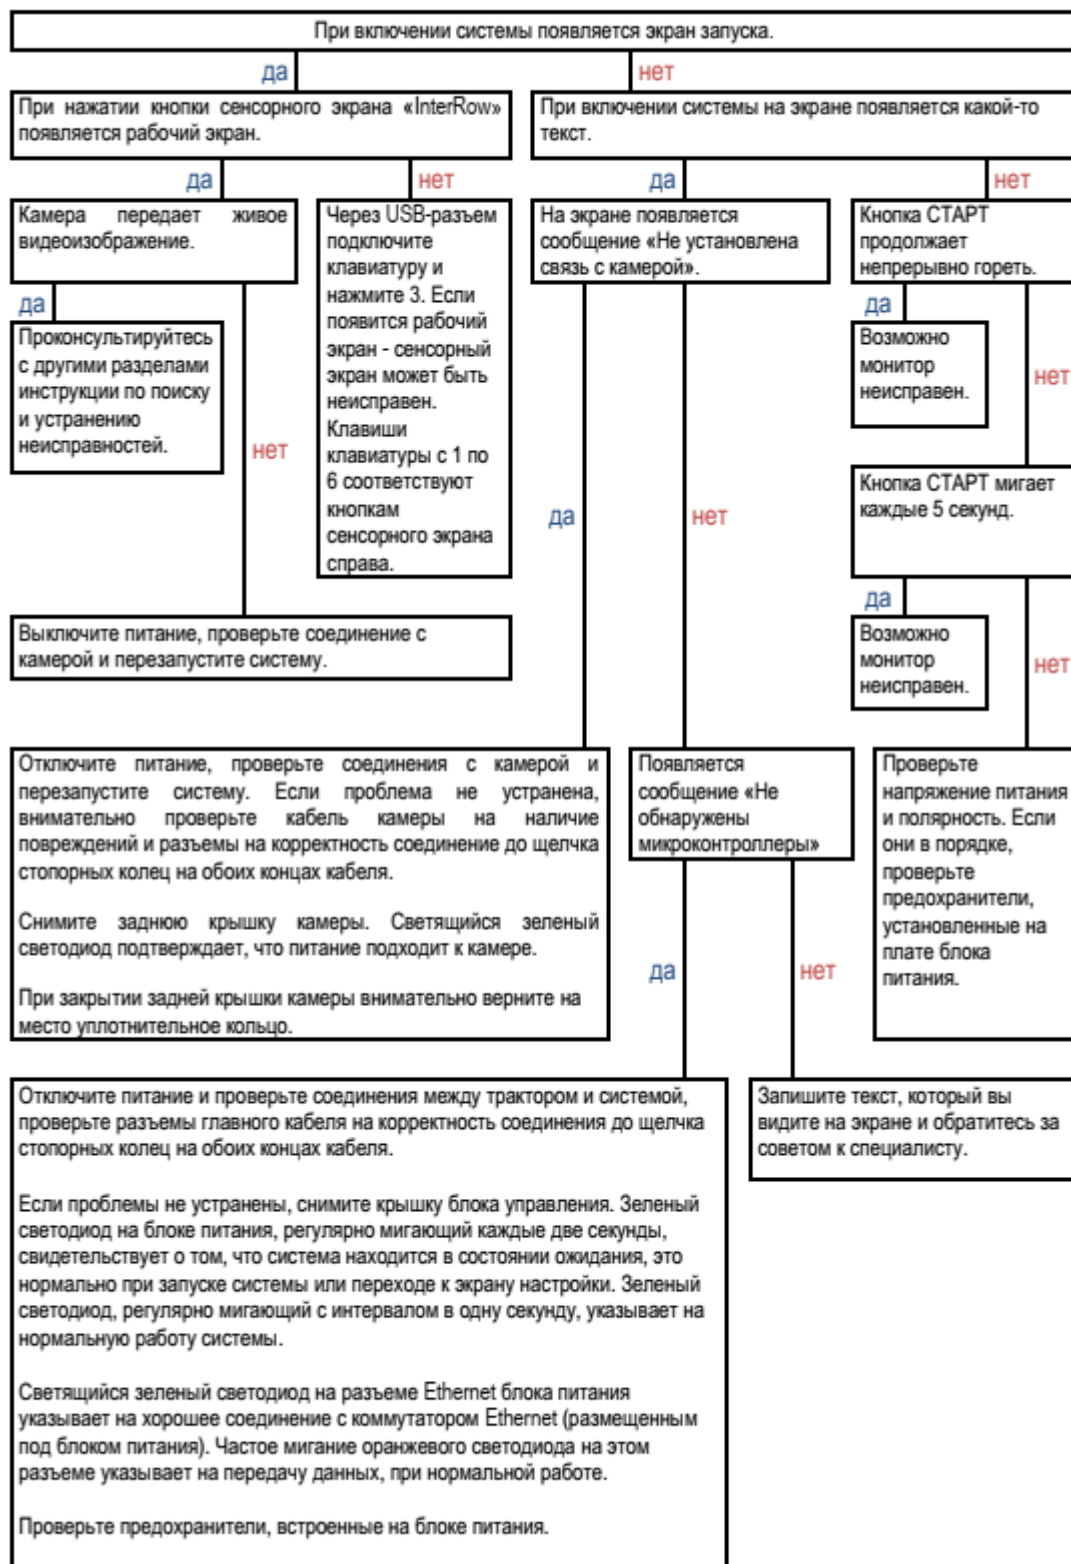 При включении системы появляется экран запуска.
да
нет
При нажатии кнопки сенсорного экрана «InterRow»
появляется рабочий экран.
При включении системы на экране появляется какой-то
текст.
да
нет
да
нет
Камера передает живое
видеоизображение.
Через USB-разъем
подключите
клавиатуру и
нажмите 3. Если
появится рабочий
экран - сенсорный
экран может быть
неисправен.
Клавиши
клавиатуры с 1 по
6 соответствуют
кнопкам
сенсорного экрана
справа.
На экране появляется
сообщение «Не установлена
связь с камерой».
Кнопка СТАРТ
продолжает
непрерывно гореть.
да
нет
Проконсультируйтесь
с другими разделами
инструкции по поиску
и устранению
неисправностей.
да
нет
Возможно
монитор
неисправен.
Кнопка СТАРТ мигает
каждые 5 секунд.
да
нет
да
нет
Выключите питание, проверьте соединение с
камерой и перезапустите систему.
Возможно
монитор
неисправен.
Отключите питание, проверьте соединения с камерой и
перезапустите систему. Если проблема не устранена,
внимательно проверьте кабель камеры на наличие
повреждений и разъемы на корректность соединение до щелчка
стопорных колец на обоих концах кабеля.
Снимите заднюю крышку камеры. Светящийся зеленый
светодиод подтверждает, что питание подходит к камере.
При закрытии задней крышки камеры внимательно верните на
место уплотнительное кольцо.
Появляется
сообщение «Не
обнаружены
микроконтроллеры»
Проверьте
напряжение питания
и полярность. Если
они в порядке,
проверьте
предохранители,
установленные на
плате блока
питания.
да
нет
Отключите питание и проверьте соединения между трактором и системой,
проверьте разъемы главного кабеля на корректность соединения до щелчка
стопорных колец на обоих концах кабеля.
Если проблемы не устранены, снимите крышку блока управления. Зеленый
светодиод на блоке питания, регулярно мигающий каждые две секунды,
свидетельствует о том, что система находится в состоянии ожидания, это
нормально при запуске системы или переходе к экрану настройки. Зеленый
светодиод, регулярно мигающий с интервалом в одну секунду, указывает на
нормальную работу системы.
Светящийся зеленый светодиод на разъеме Ethernet блока питания
указывает на хорошее соединение с коммутатором Ethernet (размещенным
под блоком питания). Частое мигание оранжевого светодиода на этом
разъеме указывает на передачу данных, при нормальной работе.
Проверьте предохранители, встроенные на блоке питания.
Запишите текст, который вы
видите на экране и обратитесь за
советом к специалисту.